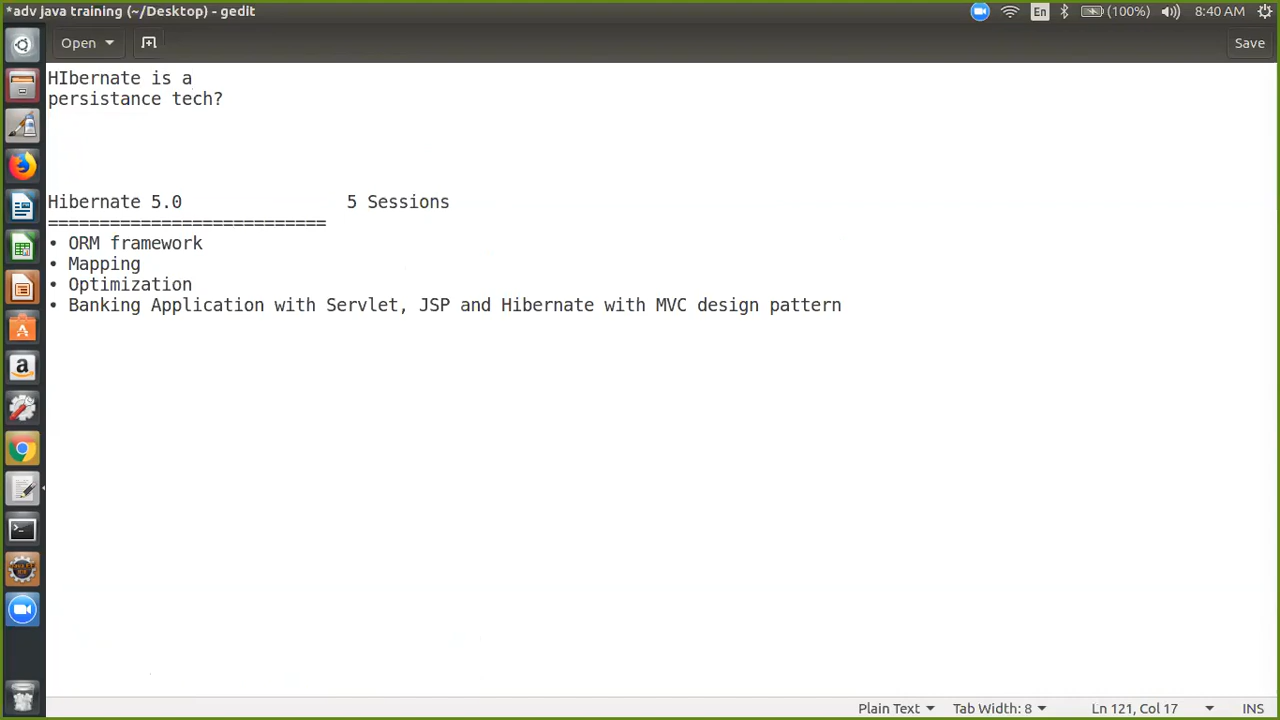 *adv java training (~/Desktop) - gedit
En
(100%)
8:40 AM
Open
Save
HIbernate is a
persistance tech?
Hibernate 5.0 5 Sessions
===========================
• ORM framework
• Mapping
• Optimization
• Banking Application with Servlet, JSP and Hibernate with MVC design pattern
Plain Text
Tab Width: 8
Ln 121, Col 17
INS